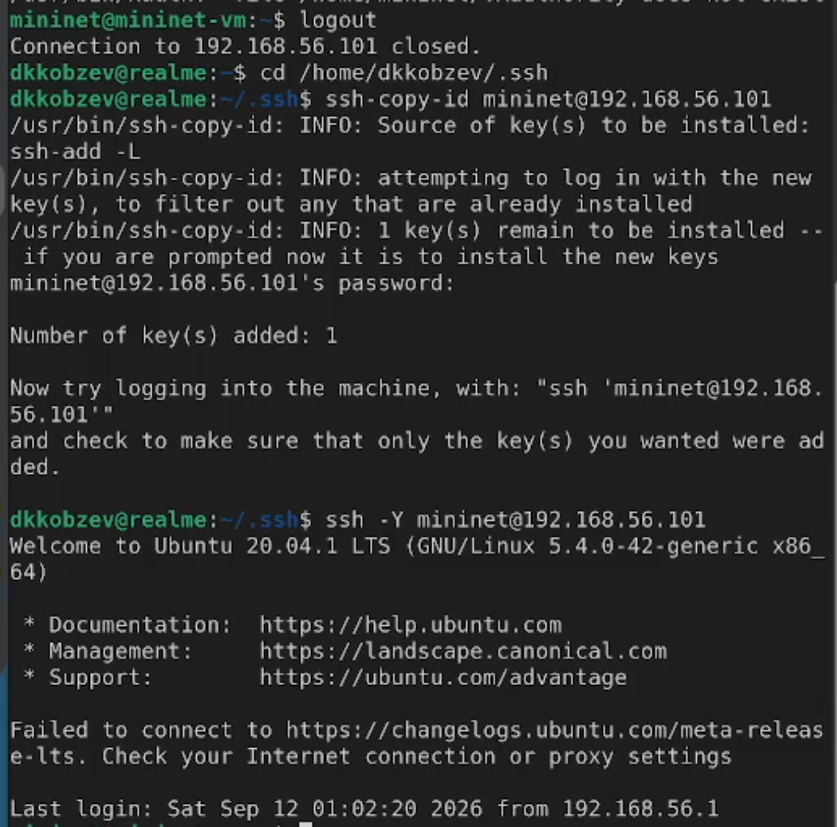 mininet@mininet-vm:~$ logout
Connection to 192.168.56.101 closed.
dkkobzev@realme:~$ cd /home/dkkobzev/.ssh
dkkobzev@realme:~/.ssh$ ssh-copy-id mininet@192.168.56.101
/usr/bin/ssh-copy-id: INFO: Source of key(s) to be installed:
ssh-add -L
/usr/bin/ssh-copy-id: INFO: attempting to log in with the new
key(s), to filter out any that are already installed
/usr/bin/ssh-copy-id: INFO: 1 key(s) remain to be installed --
if you are prompted now it is to install the new keys
mininet@192.168.56.101's password:
Number of key(s) added: 1
Now try logging into the machine, with: "ssh 'mininet@192.168.
56.101'"
and check to make sure that only the key(s) you wanted were ad
ded.
dkkobzev@realme:~/.ssh$ ssh -Y mininet@192.168.56.101
Welcome to Ubuntu 20.04.1 LTS (GNU/Linux 5.4.0-42-generic x86_
64)
* Documentation: https://help.ubuntu.com
* Management: https://landscape.canonical.com
* Support: https://ubuntu.com/advantage
Failed to connect to https://changelogs.ubuntu.com/meta-releas
e-lts. Check your Internet connection or proxy settings
Last login: Sat Sep 12 01:02:20 2026 from 192.168.56.1